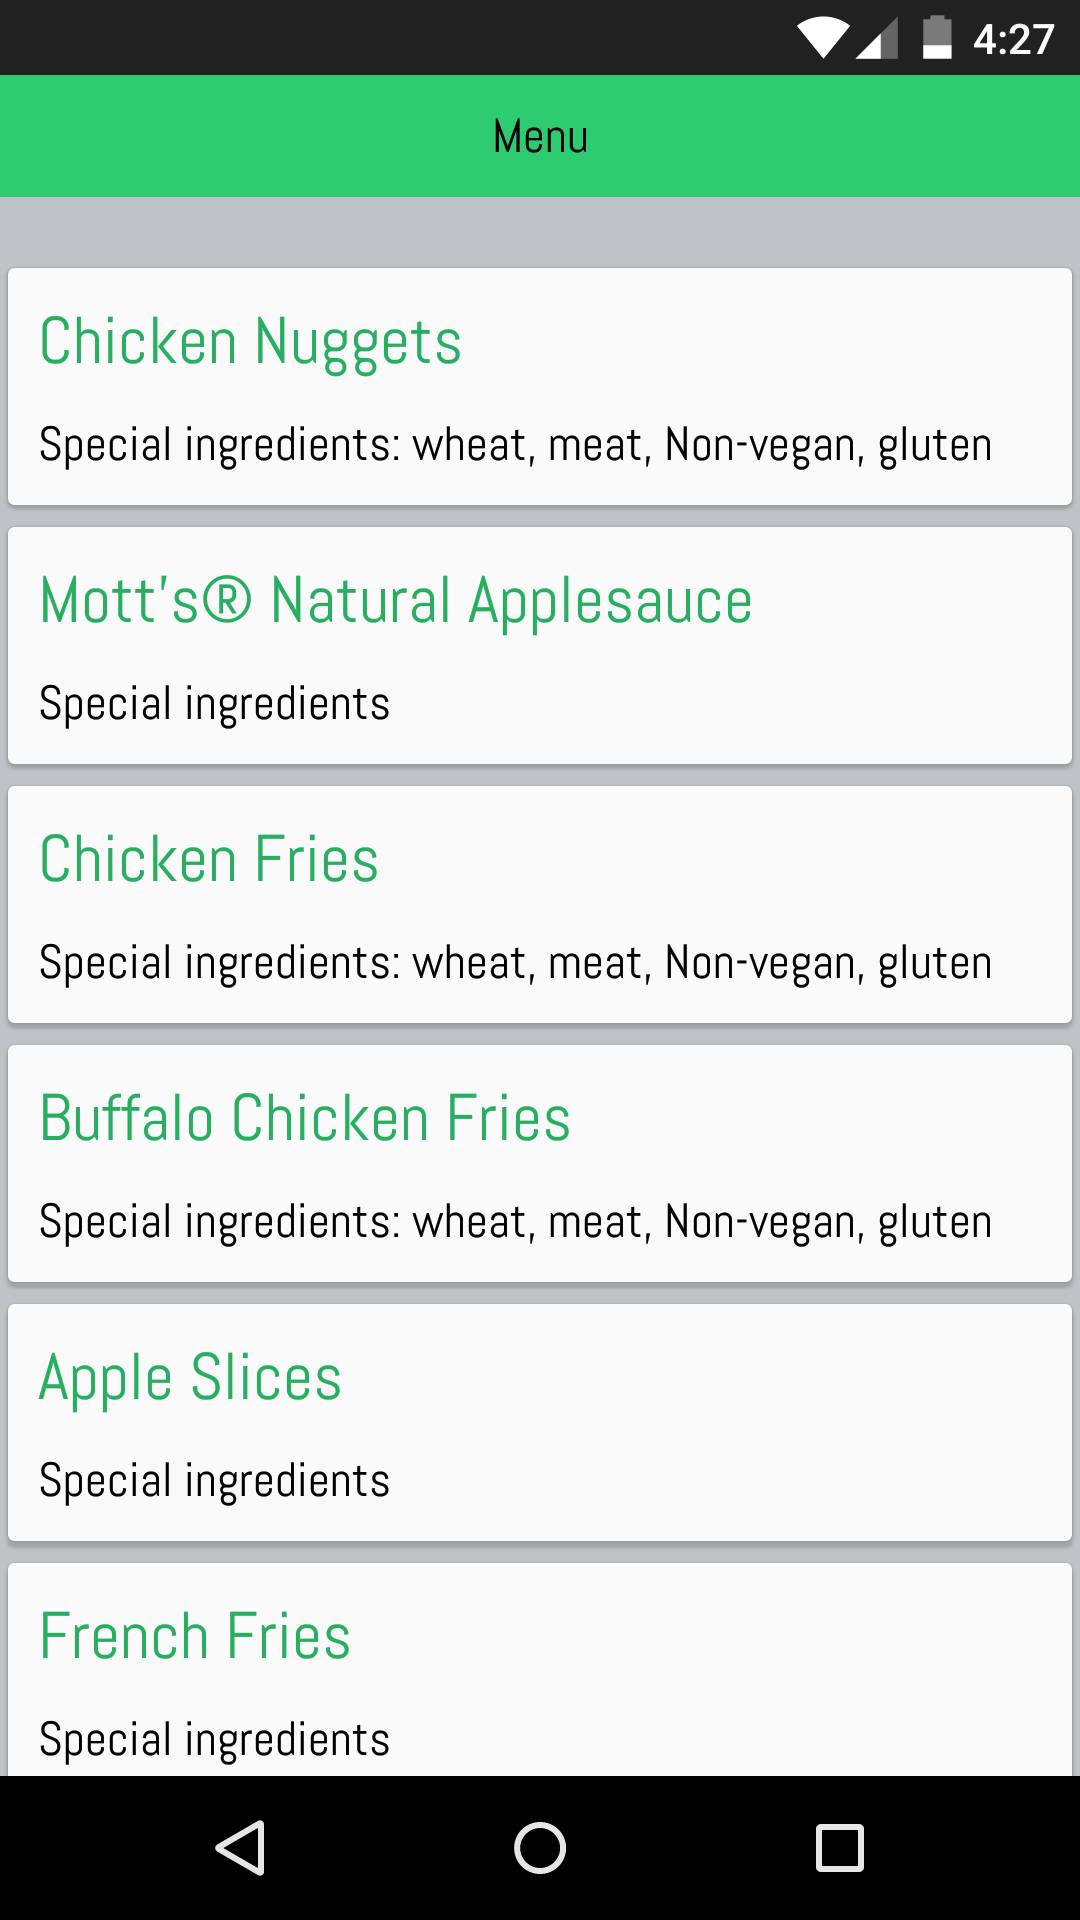 4:27
Menu
Chicken Nuggets
Special ingredients: wheat, meat, Non-vegan, gluten
Mott's® Natural Applesauce
Special ingredients
Chicken Fries
Special ingredients: wheat, meat, Non-vegan, gluten
Buffalo Chicken Fries
Special ingredients: wheat, meat, Non-vegan, gluten
Apple Slices
Special ingredients
French Fries
Special ingredients